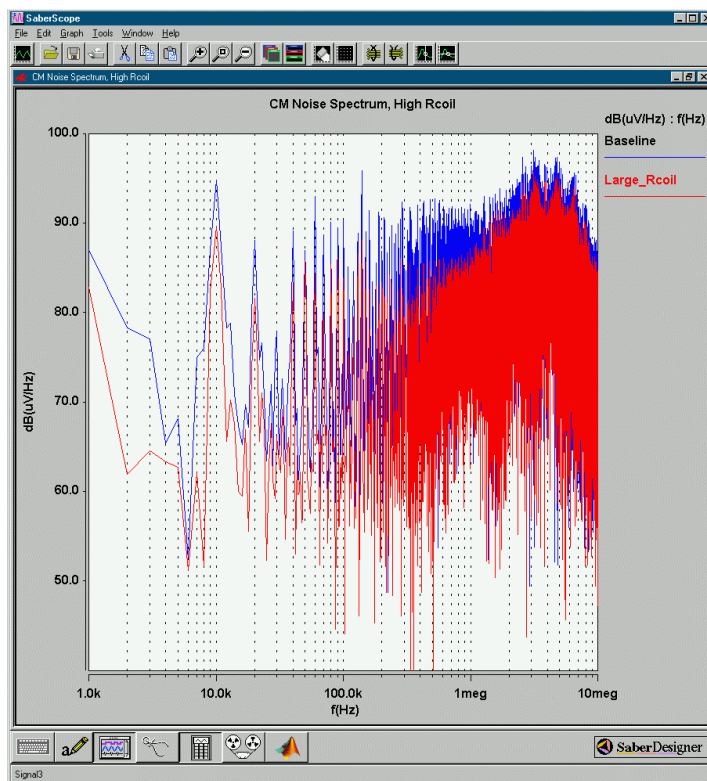 SaberScope
File Edit Graph Tools Window Help
CM Noise Spectrum, High Rcoil
CM Noise Spectrum, High Rcoil
dB(uV/Hz) : f(Hz)
Baseline
Large_Rcoil
100.0
90.0
80.0
70.0
60.0
50.0
dB(uV/Hz)
1.0k 10.0k 100.0k 1meg 10meg
f(Hz)
a
SaberDesigner
Signal3